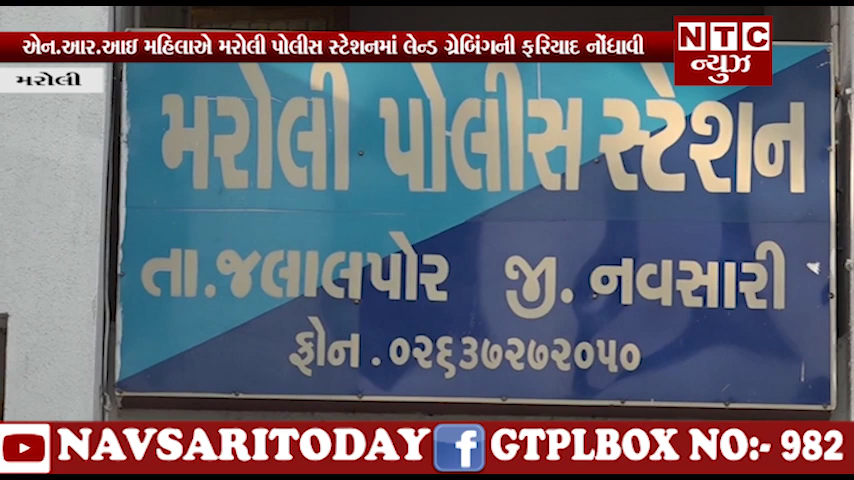 એન.આર.આઇ મહિલાએ મરોલી પોલીસ સ્ટેશનમાં લેન્ડ ગ્રેબિંગની ફરિયાદ નોંધાવી
NTC
ન્યુઝ
મરોલી
મરોલી પોલીસ સ્ટેશન
તા.જલાલપોર જી. નવસારી
ફોન.૦૨૬૩૭૨૭૨૦૫૦
NAVSARITODAY f GTPLBOX NO:- 982